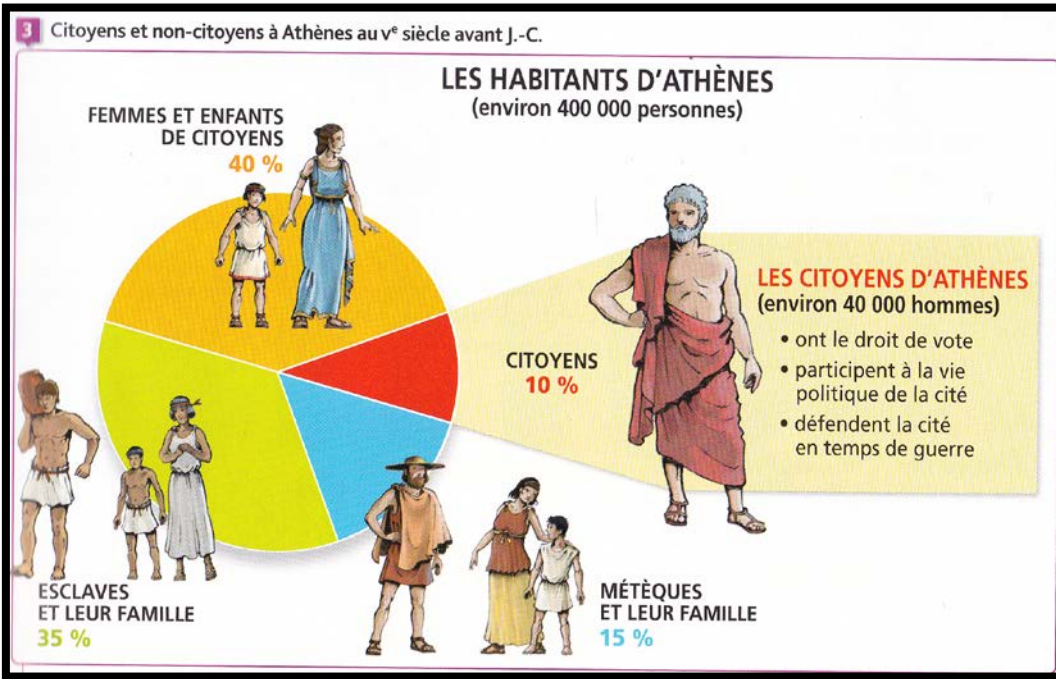 3 Citoyens et non-citoyens à Athènes au Ve siècle avant J.-C.
LES HABITANTS D'ATHÈNES
(environ 400 000 personnes)
FEMMES ET ENFANTS
DE CITOYENS
40 %
CITOYENS
10 %
LES CITOYENS D'ATHÈNES
(environ 40 000 hommes)
• ont le droit de vote
• participent à la vie
politique de la cité
• défendent la cité
en temps de guerre
ESCLAVES
ET LEUR FAMILLE
35 %
MÉTÈQUES
ET LEUR FAMILLE
15 %